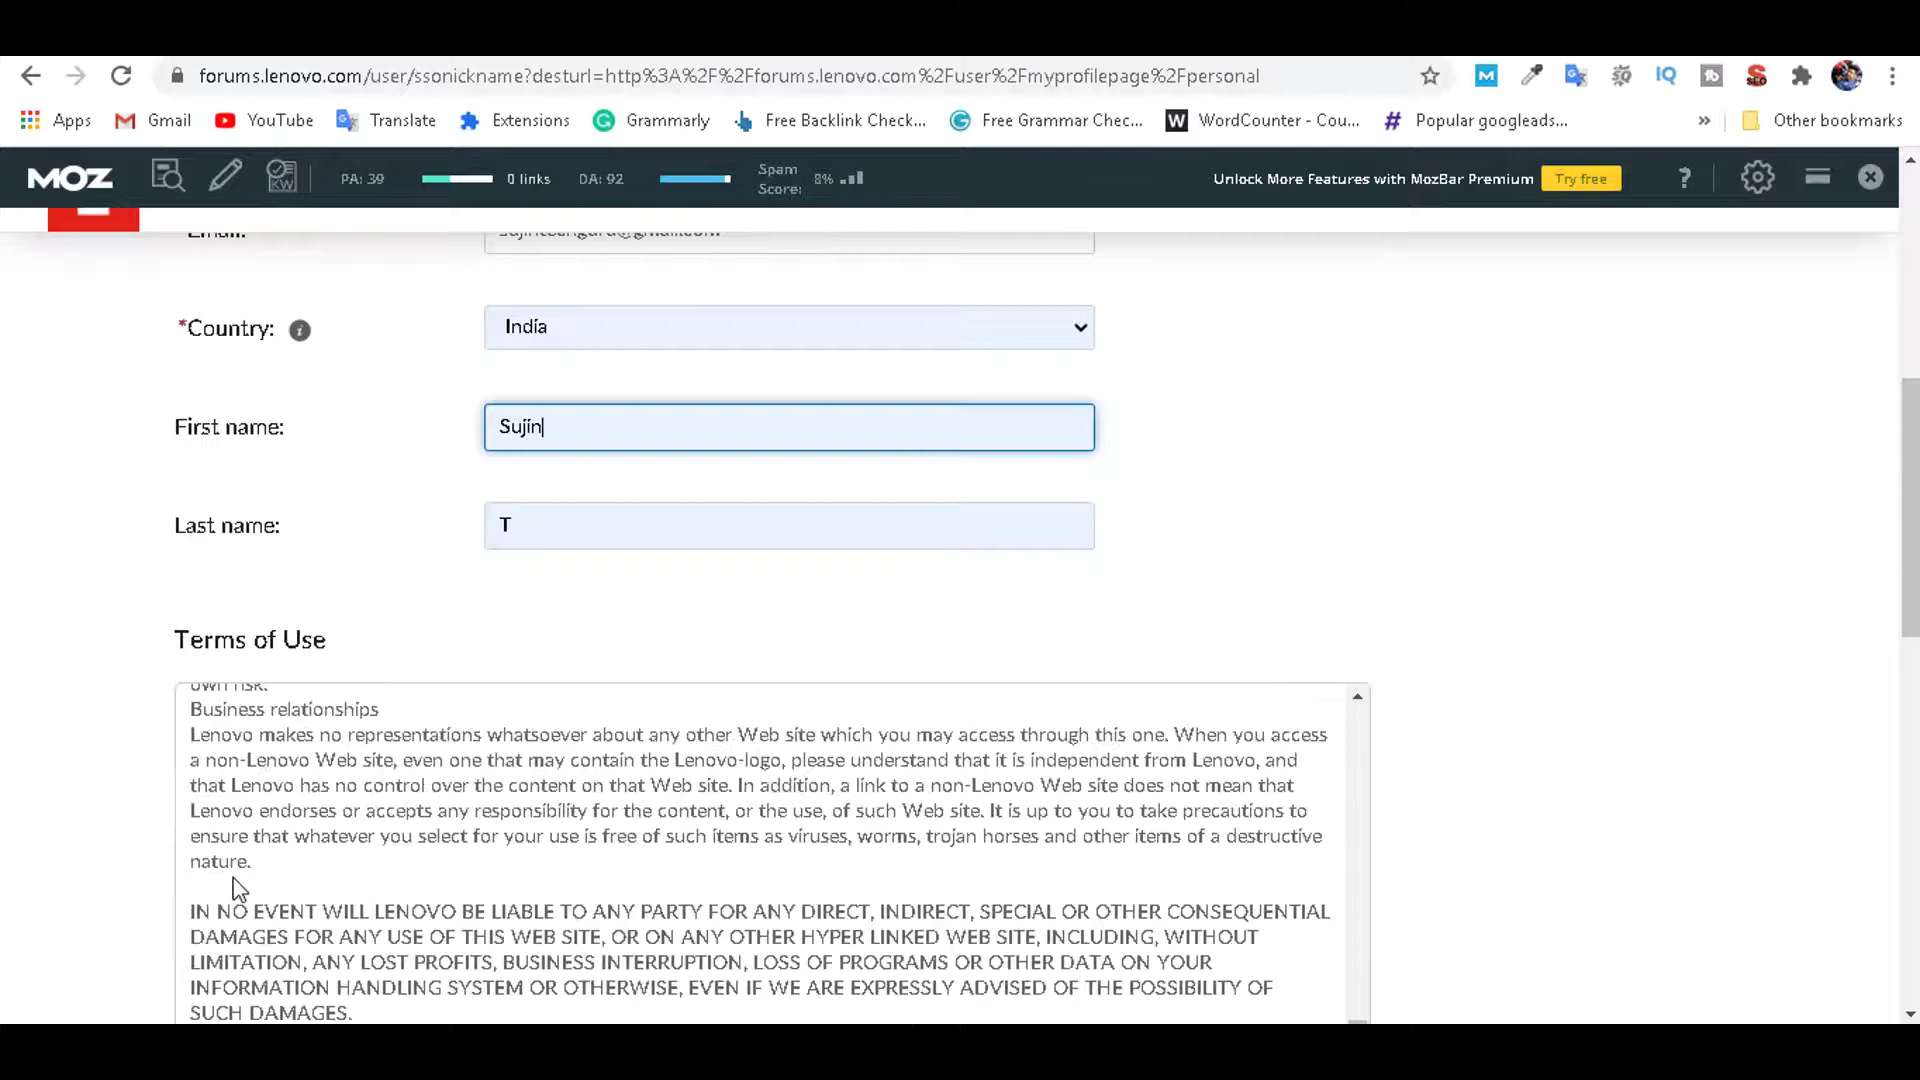 forums.lenovo.com/user/ssonickname?desturl=http%3A%2F%2Fforums.lenovo.com%2Fuser%2Fmyprofilepage%2Fpersonal
Apps Gmail YouTube Translate Extensions Grammarly Free Backlink Check... Free Grammar Chec... WordCounter - Cou... # Popular googleads... » Other bookmarks
MOZ PA: 39 0 links DA: 92 Spam Score: 8% Unlock More Features with MozBar Premium Try free ?
Email:
*Country: India
First name: Sujin
Last name: T
Terms of Use
own risk.
Business relationships
Lenovo makes no representations whatsoever about any other Web site which you may access through this one. When you access
a non-Lenovo Web site, even one that may contain the Lenovo-logo, please understand that it is independent from Lenovo, and
that Lenovo has no control over the content on that Web site. In addition, a link to a non-Lenovo Web site does not mean that
Lenovo endorses or accepts any responsibility for the content, or the use, of such Web site. It is up to you to take precautions to
ensure that whatever you select for your use is free of such items as viruses, worms, trojan horses and other items of a destructive
nature.
IN NO EVENT WILL LENOVO BE LIABLE TO ANY PARTY FOR ANY DIRECT, INDIRECT, SPECIAL OR OTHER CONSEQUENTIAL
DAMAGES FOR ANY USE OF THIS WEB SITE, OR ON ANY OTHER HYPER LINKED WEB SITE, INCLUDING, WITHOUT
LIMITATION, ANY LOST PROFITS, BUSINESS INTERRUPTION, LOSS OF PROGRAMS OR OTHER DATA ON YOUR
INFORMATION HANDLING SYSTEM OR OTHERWISE, EVEN IF WE ARE EXPRESSLY ADVISED OF THE POSSIBILITY OF
SUCH DAMAGES.